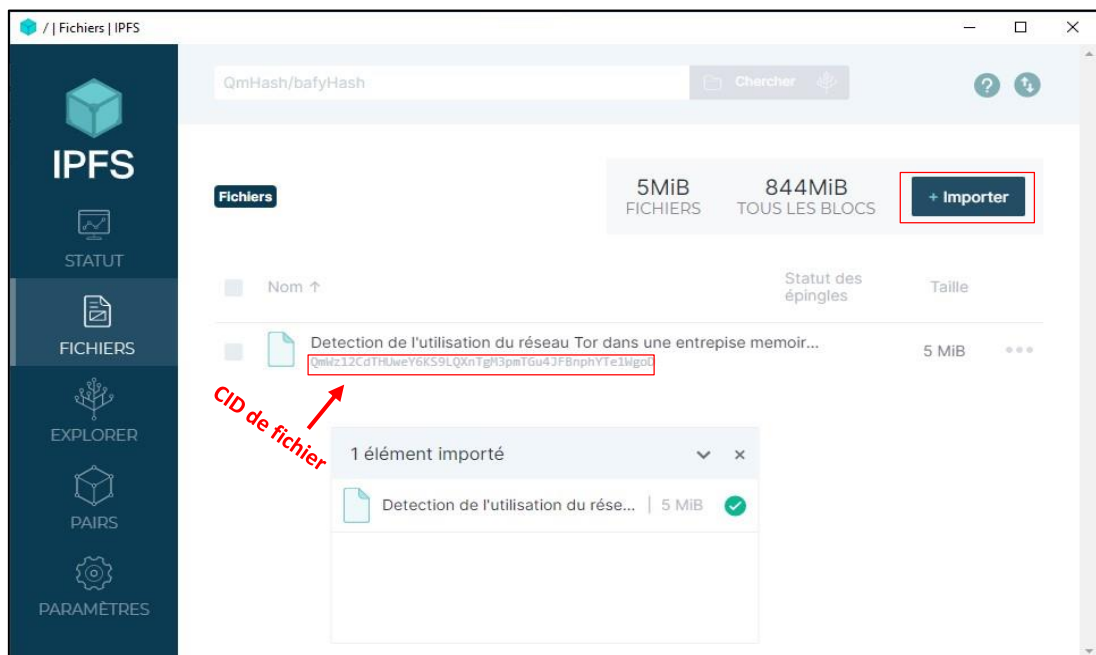 / | Fichiers | IPFS
QmHash/bafyHash
Chercher
IPFS
STATUT
FICHIERS
EXPLORER
PAIRS
PARAMÈTRES
Fichiers
5MiB
FICHIERS
844MiB
TOUS LES BLOCS
+ Importer
Nom ↑
Statut des
épingles
Taille
Detection de l'utilisation du réseau Tor dans une entrepise memoir...
5 MiB
QmWz12CdTHUweY6KS9LQXnTgM3pmTGu4JFBnphYTe1WgoD
CID de fichier
1 élément importé
Detection de l'utilisation du rése... | 5 MiB